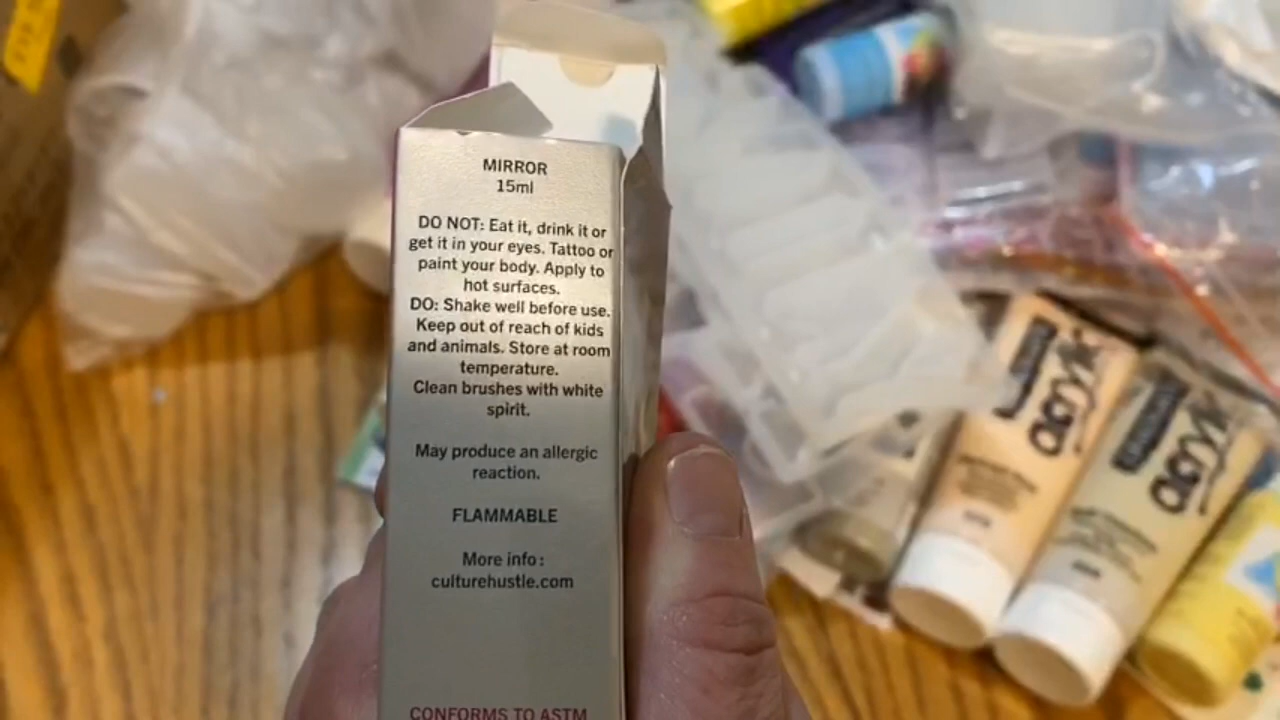 MIRROR
15ml
DO NOT: Eat it, drink it or
get it in your eyes. Tattoo or
paint your body. Apply to
hot surfaces.
DO: Shake well before use.
Keep out of reach of kids
and animals. Store at room
temperature.
Clean brushes with white
spirit.
May produce an allergic
reaction.
FLAMMABLE
More info:
culturehustle.com
CONFORMS TO ASTM